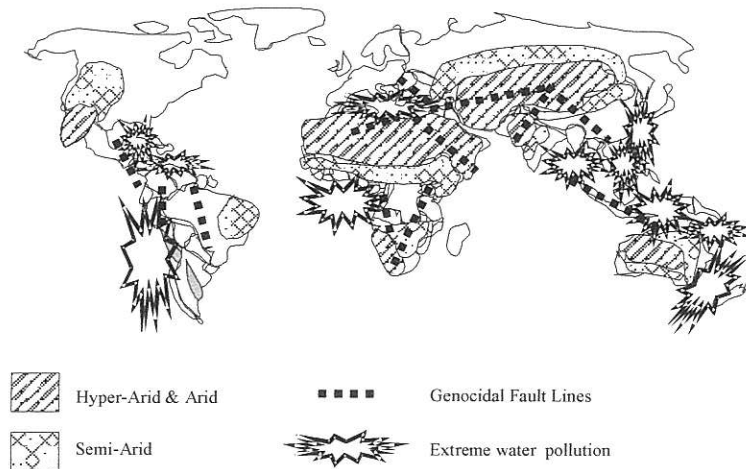 Hyper-Arid & Arid
Genocidal Fault Lines
Semi-Arid
Extreme water pollution